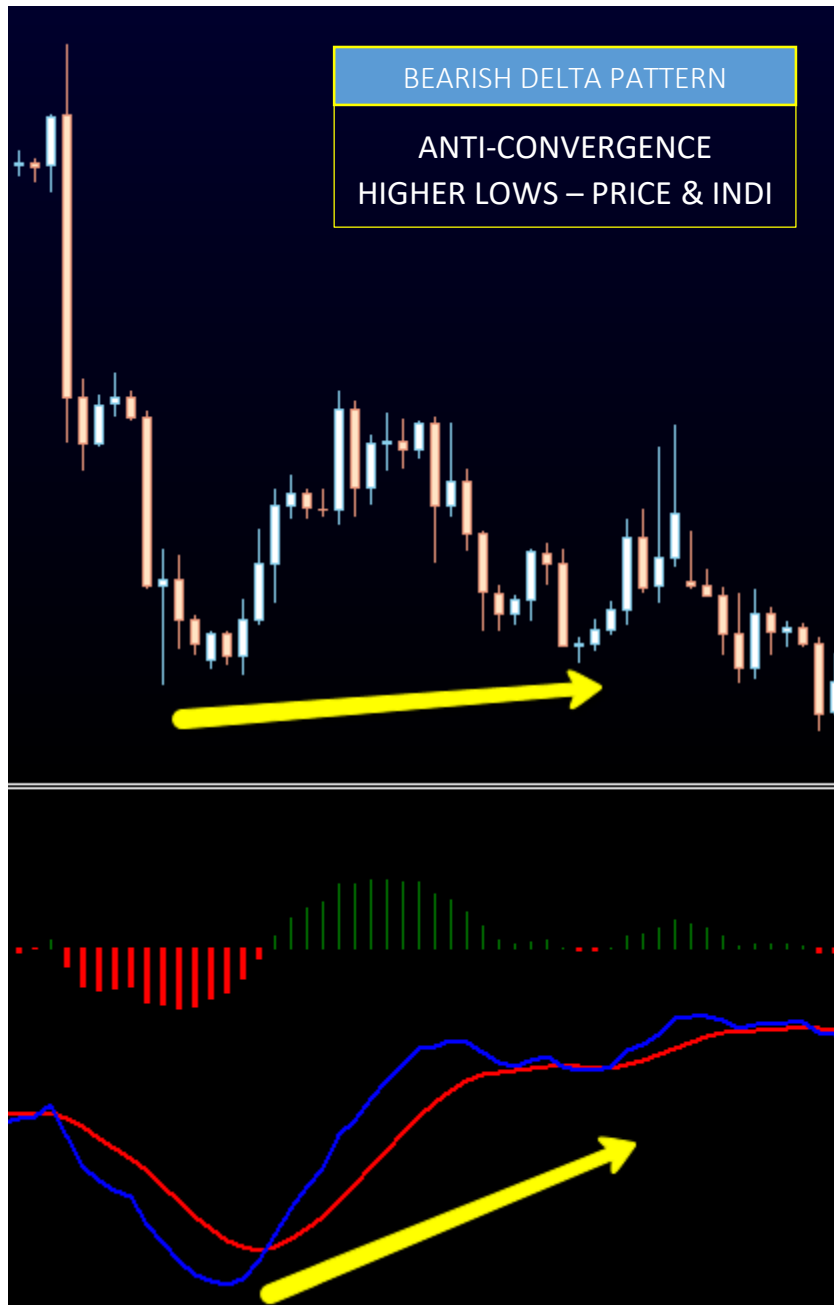 BEARISH DELTA PATTERN
ANTI-CONVERGENCE
HIGHER LOWS – PRICE & INDI